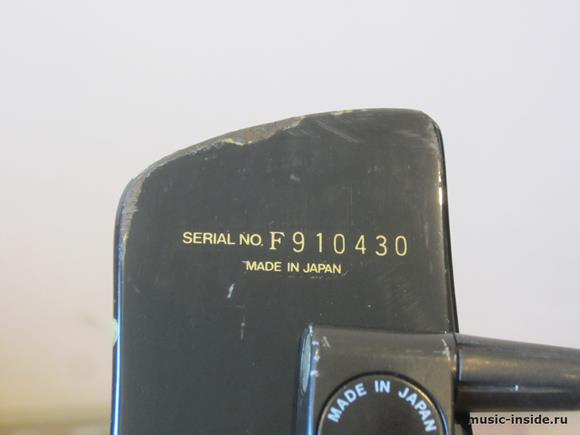 SERIAL NO. F910430
MADE IN JAPAN
MADE IN JAPAN
music-inside.ru